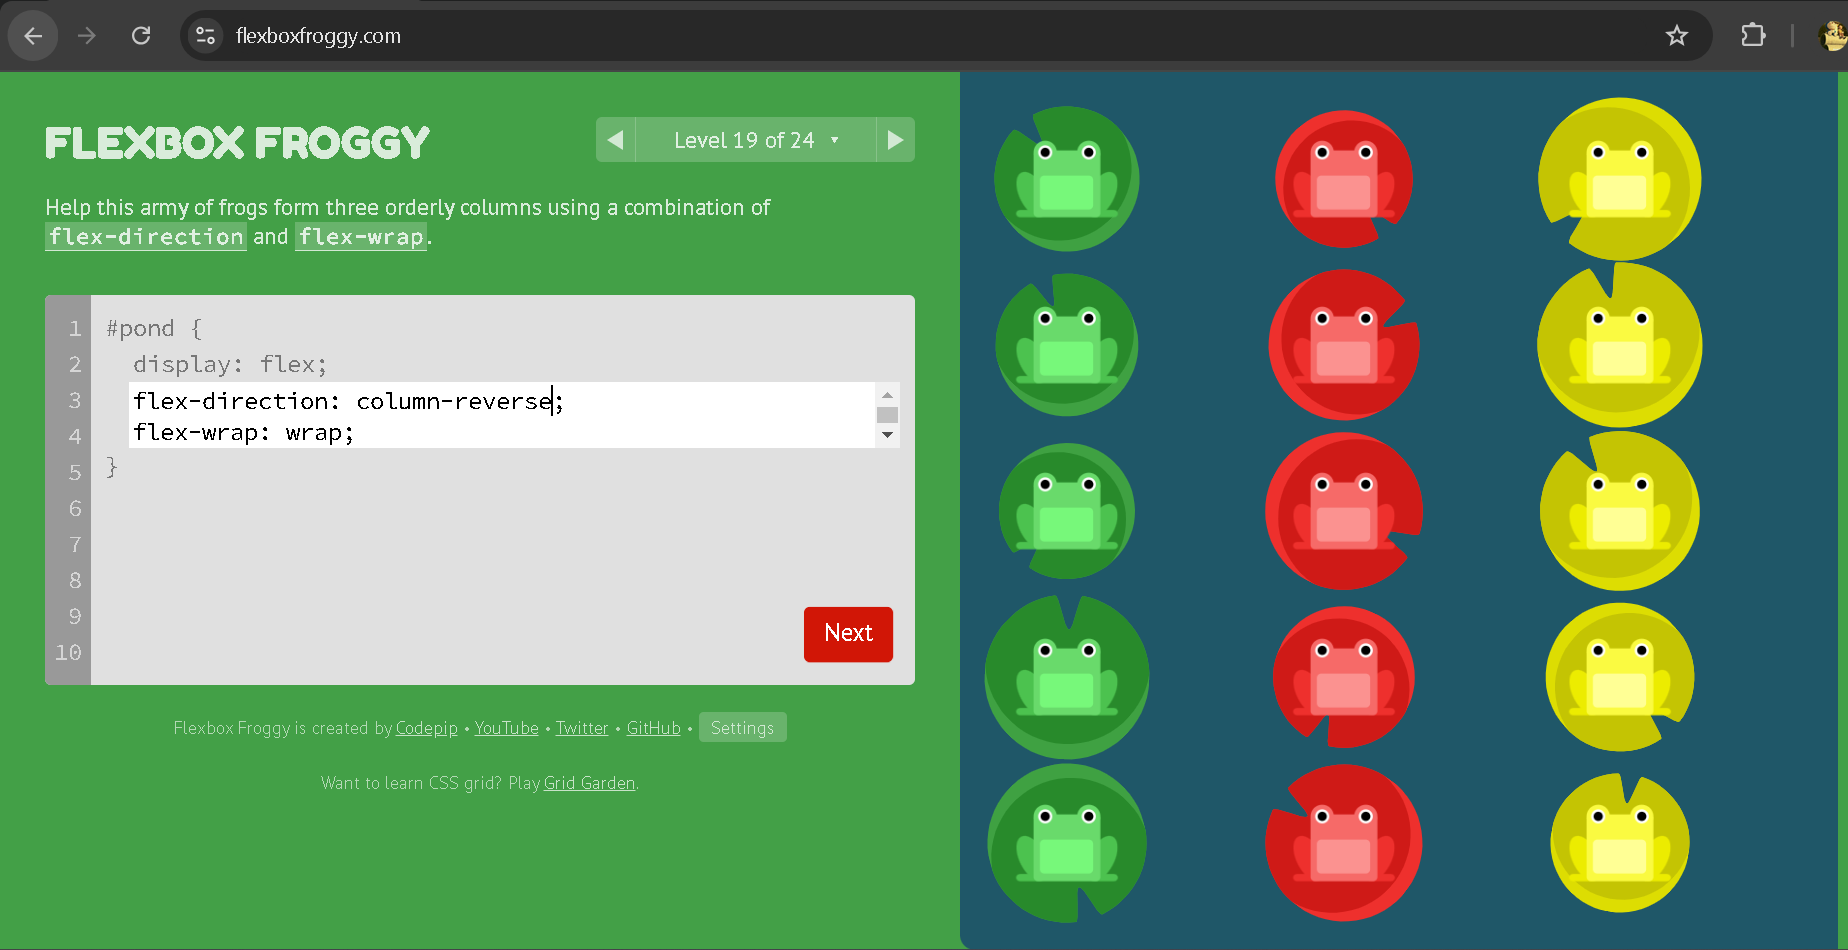 flexboxfroggy.com
FLEXBOX FROGGY
◀ Level 19 of 24 ▼ ▶
Help this army of frogs form three orderly columns using a combination of
flex-direction and flex-wrap.
1 #pond {
2 display: flex;
3 flex-direction: column-reverse;
4 flex-wrap: wrap;
5 }
6
7
8
9
10
Next
Flexbox Froggy is created by Codepip • YouTube • Twitter • GitHub • Settings
Want to learn CSS grid? Play Grid Garden.